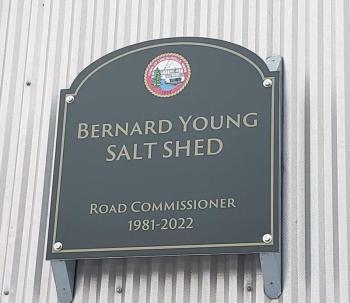 BERNARD YOUNG
SALT SHED
ROAD COMMISSIONER
1981-2022